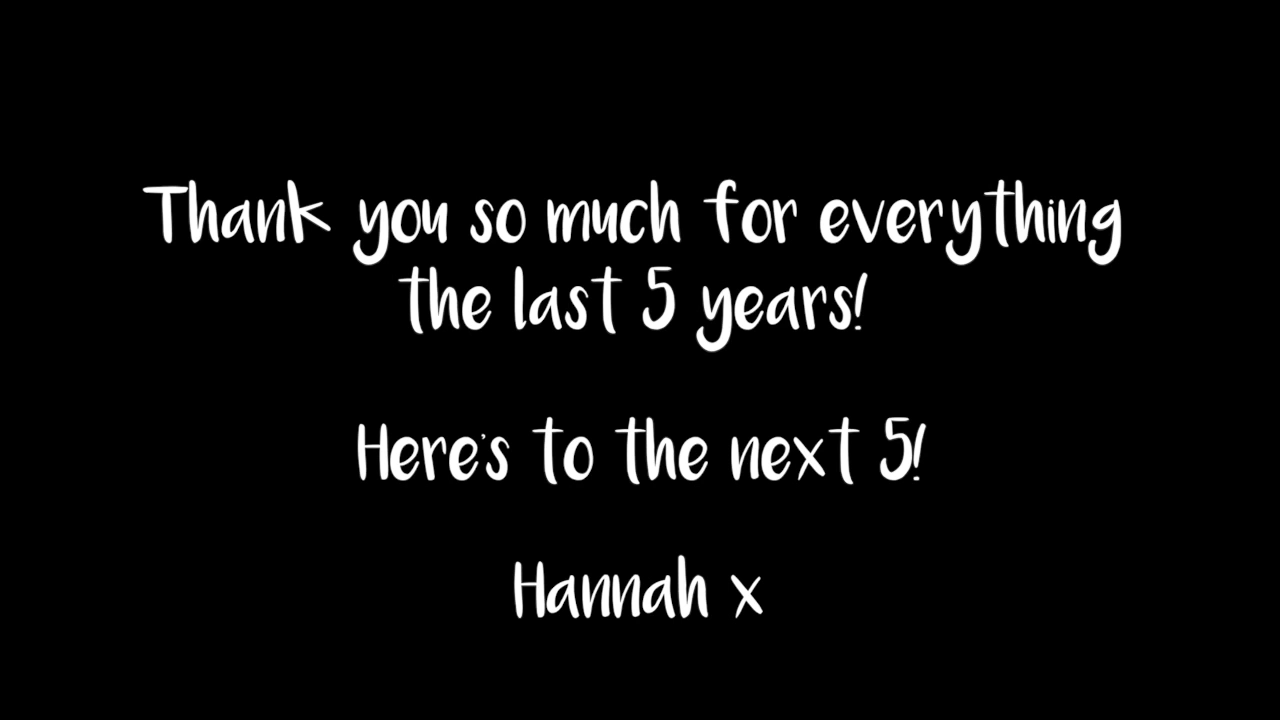 Thank you so much for everything
the last 5 years!
Here's to the next 5!
Hannah x